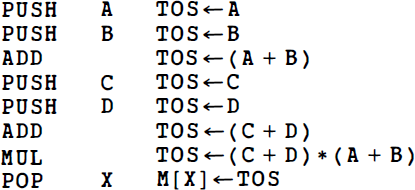 PUSH A TOS←A
PUSH B TOS←B
ADD TOS←(A + B)
PUSH C TOS←C
PUSH D TOS←D
ADD TOS←(C + D)
MUL TOS←(C + D)*(A + B)
POP X M[X]←TOS